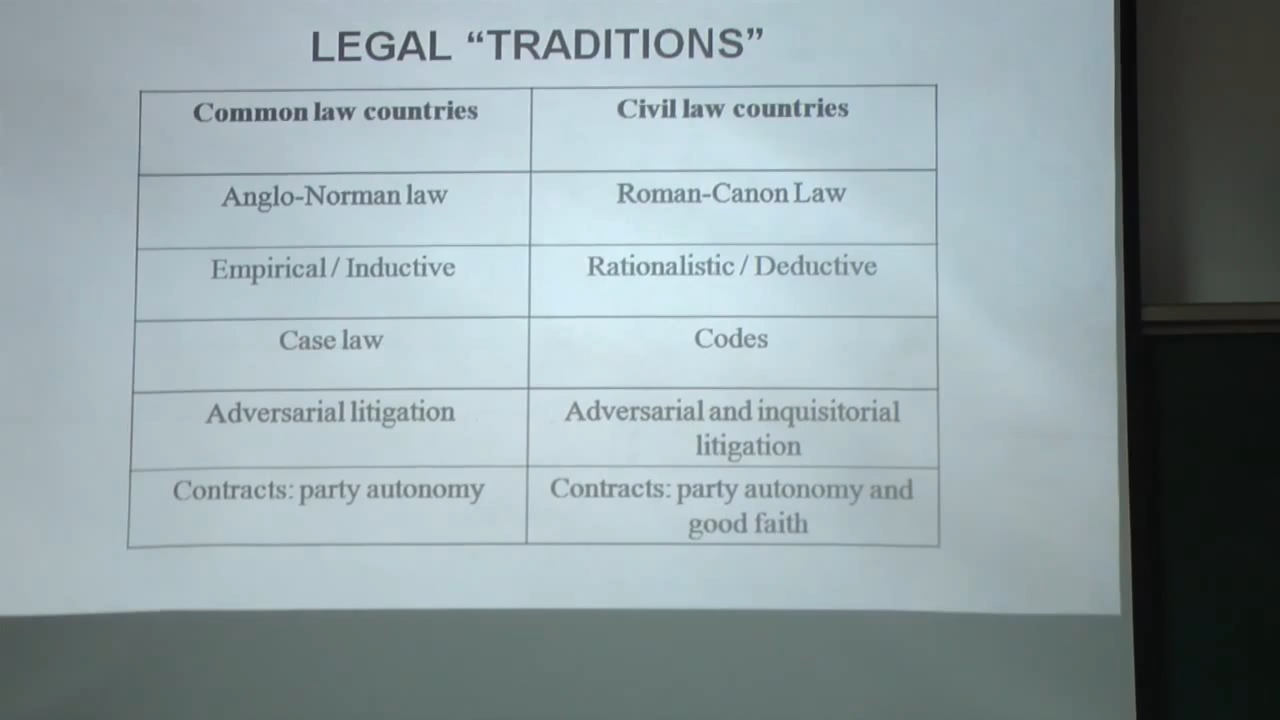 LEGAL “TRADITIONS”
Common law countries
Civil law countries
Anglo-Norman law
Roman-Canon Law
Empirical / Inductive
Rationalistic / Deductive
Case law
Codes
Adversarial litigation
Adversarial and inquisitorial
litigation
Contracts: party autonomy
Contracts: party autonomy and
good faith